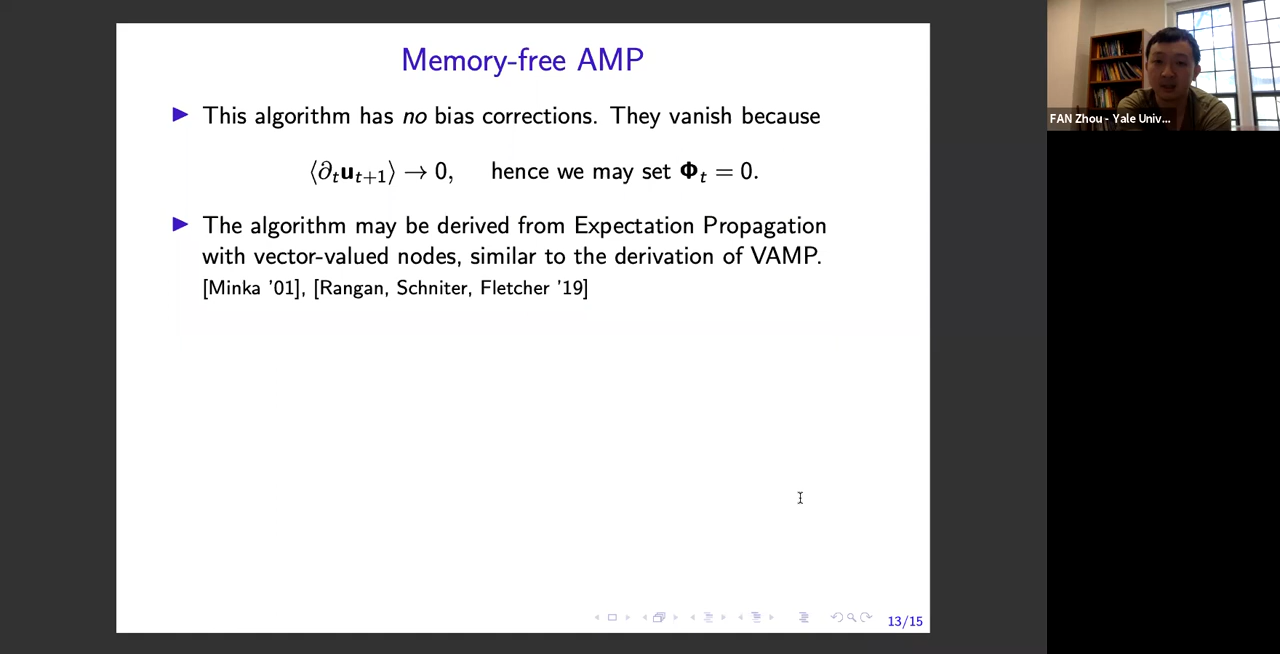 Memory-free AMP
▶ This algorithm has no bias corrections. They vanish because
⟨∂ₜuₜ₊₁⟩ → 0, hence we may set Φₜ = 0.
▶ The algorithm may be derived from Expectation Propagation
with vector-valued nodes, similar to the derivation of VAMP.
[Minka '01], [Rangan, Schniter, Fletcher '19]
13/15
FAN Zhou - Yale Univ...